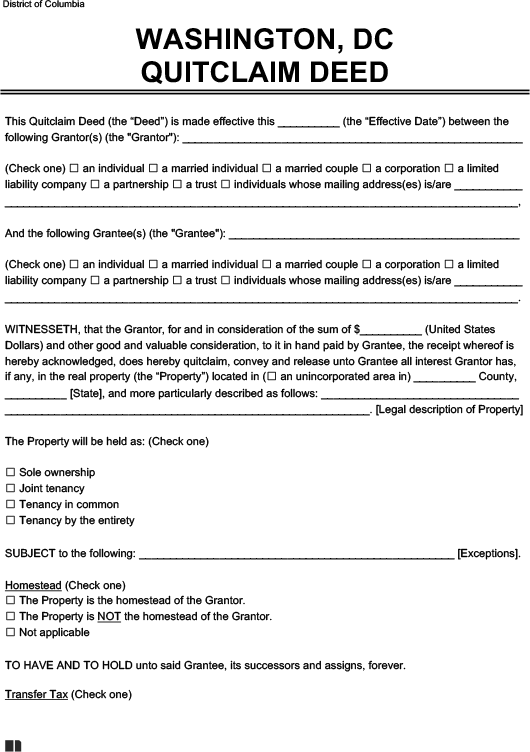 District of Columbia
WASHINGTON, DC
QUITCLAIM DEED
This Quitclaim Deed (the “Deed”) is made effective this __________ (the “Effective Date”) between the
following Grantor(s) (the "Grantor"): _______________________________________________________
(Check one) ☐ an individual ☐ a married individual ☐ a married couple ☐ a corporation ☐ a limited
liability company ☐ a partnership ☐ a trust ☐ individuals whose mailing address(es) is/are ___________
___________________________________________________________________________________,
And the following Grantee(s) (the "Grantee"): _______________________________________________
(Check one) ☐ an individual ☐ a married individual ☐ a married couple ☐ a corporation ☐ a limited
liability company ☐ a partnership ☐ a trust ☐ individuals whose mailing address(es) is/are ___________
___________________________________________________________________________________.
WITNESSETH, that the Grantor, for and in consideration of the sum of $__________ (United States
Dollars) and other good and valuable consideration, to it in hand paid by Grantee, the receipt whereof is
hereby acknowledged, does hereby quitclaim, convey and release unto Grantee all interest Grantor has,
if any, in the real property (the “Property”) located in (☐ an unincorporated area in) __________ County,
__________ [State], and more particularly described as follows: ________________________________
___________________________________________________________. [Legal description of Property]
The Property will be held as: (Check one)
☐ Sole ownership
☐ Joint tenancy
☐ Tenancy in common
☐ Tenancy by the entirety
SUBJECT to the following: ___________________________________________________ [Exceptions].
Homestead (Check one)
☐ The Property is the homestead of the Grantor.
☐ The Property is NOT the homestead of the Grantor.
☐ Not applicable
TO HAVE AND TO HOLD unto said Grantee, its successors and assigns, forever.
Transfer Tax (Check one)